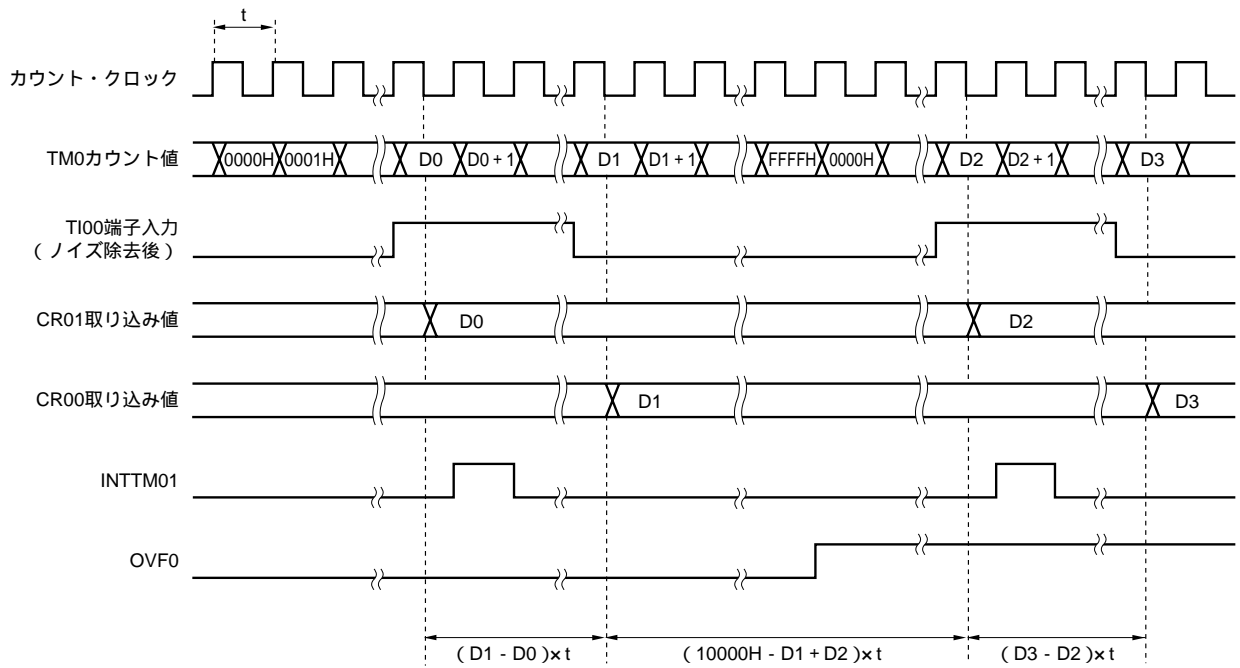 t
カウント・クロック
TM0カウント値
0000H 0001H D0 D0 + 1 D1 D1 + 1 FFFFH 0000H D2 D2 + 1 D3
TI00端子入力
( ノイズ除去後 )
CR01取り込み値
D0 D2
CR00取り込み値
D1 D3
INTTM01
OVF0
( D1 - D0 )× t ( 10000H - D1 + D2 )× t ( D3 - D2 )× t